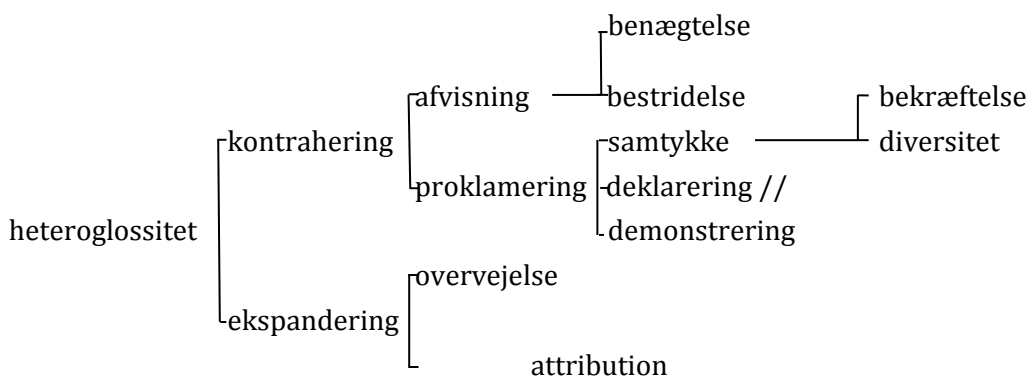 benægtelse
afvisning bestridelse bekræftelse
kontrahering samtykke diversitet
proklamering deklarering //
heteroglossitet demonstrering
overvejelse
ekspandering
attribution